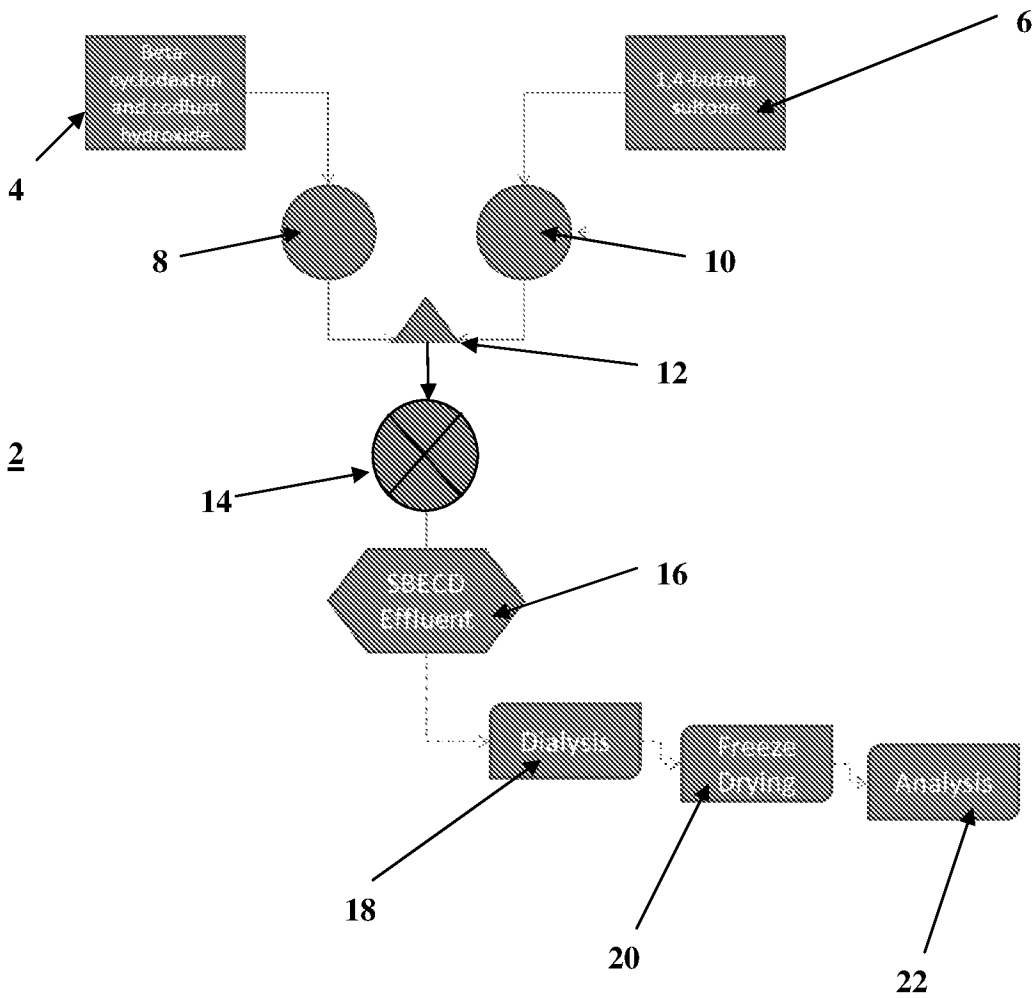 6
Beta-
cyclodextrin
and sodium
hydroxide
1,4-butane
sultone
4
8
10
12
2
14
16
SBECD
Effluent
Dialysis
Freeze
Drying
Analysis
18
20
22